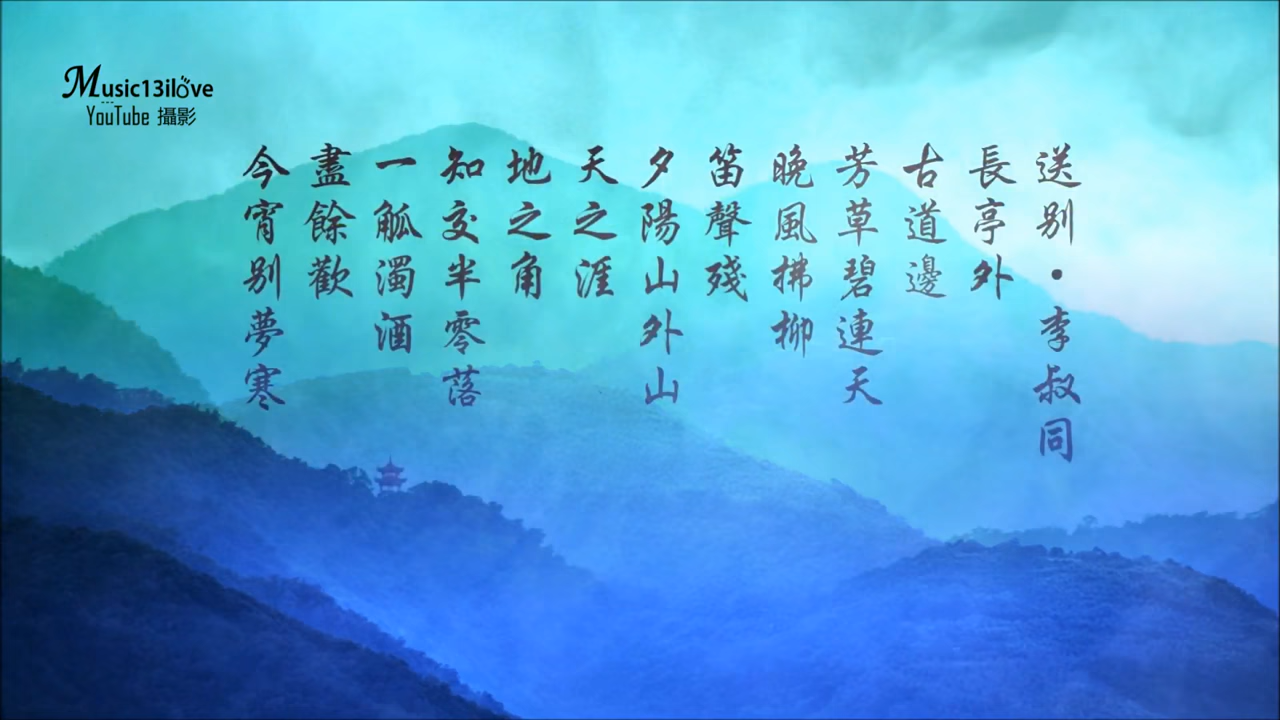 Music13ilove
YouTube 攝影
送別・李叔同
長亭外
古道邊
芳草碧連天
晚風拂柳
笛聲殘
夕陽山外山
天之涯
地之角
知交半零落
一觚濁酒
盡餘歡
今宵別夢寒